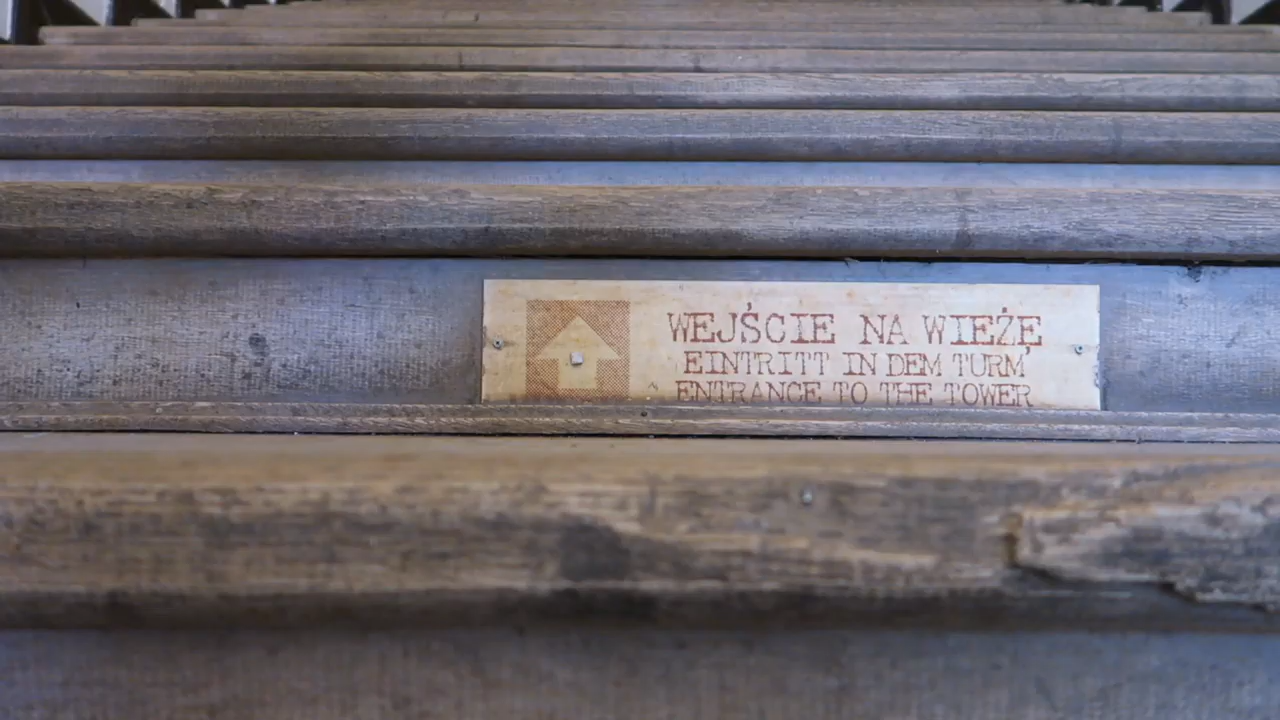 WEJŚCIE NA WIEŻĘ
EINTRITT IN DEM TURM
ENTRANCE TO THE TOWER